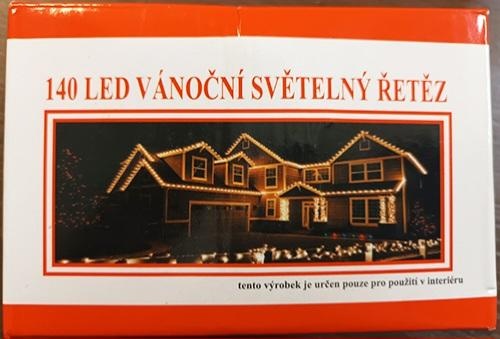 140 LED VÁNOČNÍ SVĚTELNÝ ŘETĚZ
tento výrobek je určen pouze pro použití v interiéru